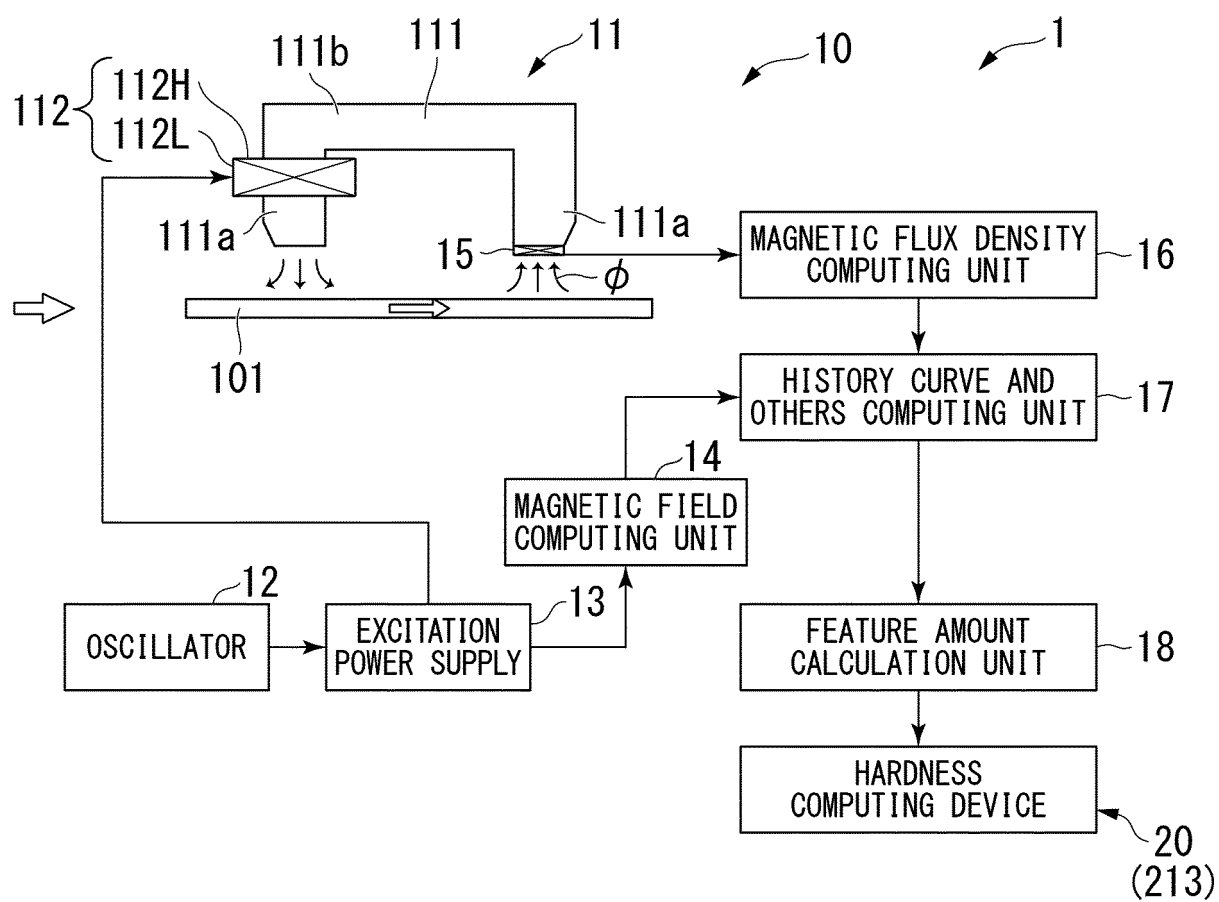 1
10
11
111
111b
112
112H
112L
111a
111a
15
φ
101
MAGNETIC FLUX DENSITY
COMPUTING UNIT
16
HISTORY CURVE AND
OTHERS COMPUTING UNIT
17
14
MAGNETIC FIELD
COMPUTING UNIT
12
OSCILLATOR
13
EXCITATION
POWER SUPPLY
FEATURE AMOUNT
CALCULATION UNIT
18
HARDNESS
COMPUTING DEVICE
20
(213)